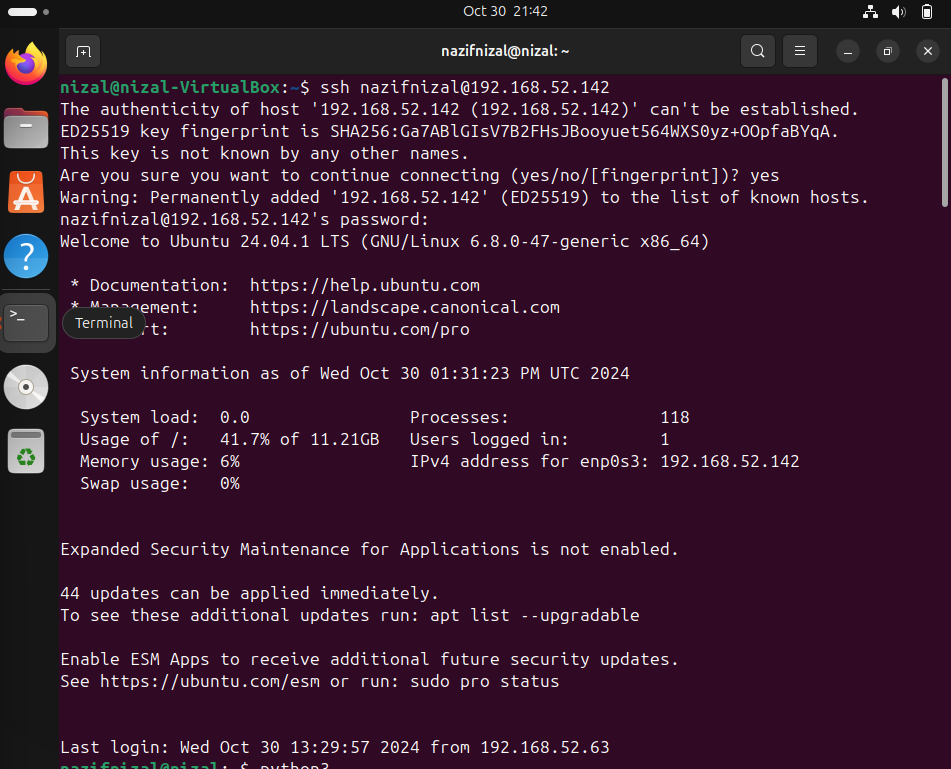 Oct 30 21:42
nazifnizal@nizal: ~
nizal@nizal-VirtualBox:~$ ssh nazifnizal@192.168.52.142
The authenticity of host '192.168.52.142 (192.168.52.142)' can't be established.
ED25519 key fingerprint is SHA256:Ga7ABlGIsV7B2FHsJBooyuet564WXS0yz+OOpfaBYqA.
This key is not known by any other names.
Are you sure you want to continue connecting (yes/no/[fingerprint])? yes
Warning: Permanently added '192.168.52.142' (ED25519) to the list of known hosts.
nazifnizal@192.168.52.142's password:
Welcome to Ubuntu 24.04.1 LTS (GNU/Linux 6.8.0-47-generic x86_64)
* Documentation: https://help.ubuntu.com
* Management: https://landscape.canonical.com
Terminal
rt: https://ubuntu.com/pro
System information as of Wed Oct 30 01:31:23 PM UTC 2024
System load: 0.0 Processes: 118
Usage of /: 41.7% of 11.21GB Users logged in: 1
Memory usage: 6% IPv4 address for enp0s3: 192.168.52.142
Swap usage: 0%
Expanded Security Maintenance for Applications is not enabled.
44 updates can be applied immediately.
To see these additional updates run: apt list --upgradable
Enable ESM Apps to receive additional future security updates.
See https://ubuntu.com/esm or run: sudo pro status
Last login: Wed Oct 30 13:29:57 2024 from 192.168.52.63
nazifnizal@nizal:~$ python3